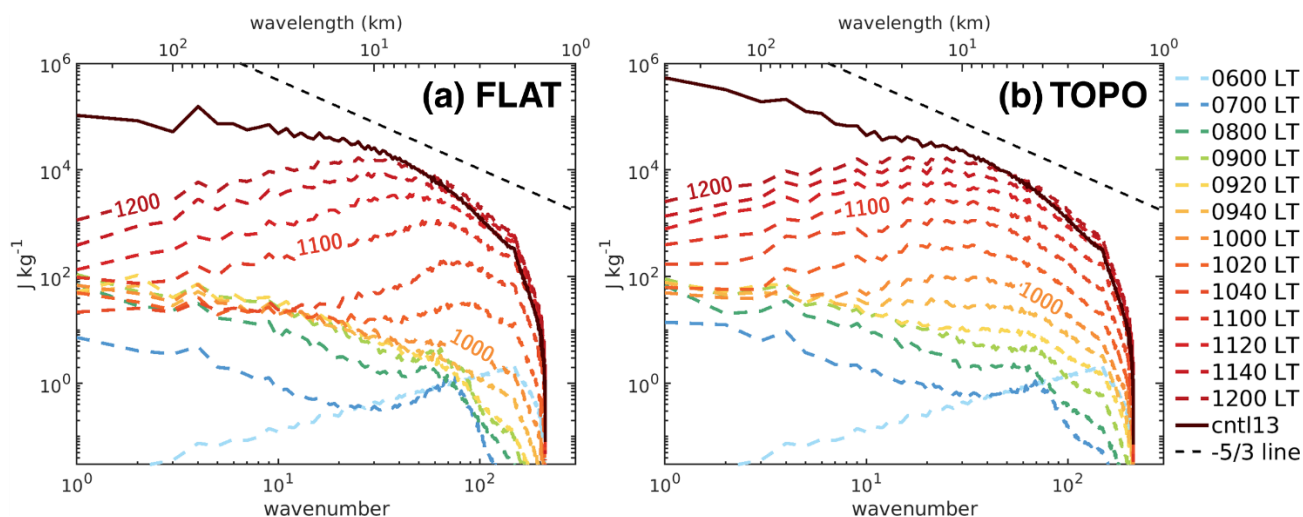 wavelength (km)
10² 10¹ 10⁰
10⁶
10⁴
10²
10⁰
J kg⁻¹
(a) FLAT
1200
1100
1000
10⁰ 10¹ 10²
wavenumber
wavelength (km)
10² 10¹ 10⁰
10⁶
10⁴
10²
10⁰
J kg⁻¹
(b) TOPO
1200
1100
1000
10⁰ 10¹ 10²
wavenumber
0600 LT
0700 LT
0800 LT
0900 LT
0920 LT
0940 LT
1000 LT
1020 LT
1040 LT
1100 LT
1120 LT
1140 LT
1200 LT
cntl13
-5/3 line